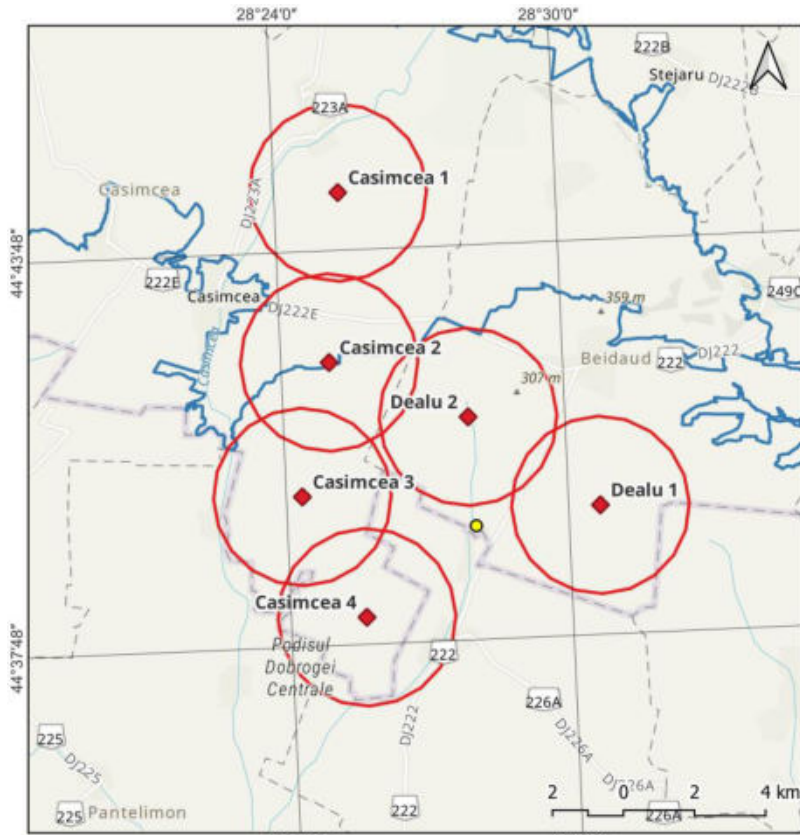 28°24'0" 28°30'0"
222B
Stejaru DJ222B
223A
Casimcea 1
Casimcea
DJ223A
44°43'48"
222E
249C
Casimcea
359 m
DJ222E
Casimcea 2
Beidaud 222 DJ222
Casimcea
307 m
Dealu 2
Casimcea 3
Dealu 1
Casimcea 4
Podisul
Dobrogei
Centrale
222
44°37'48"
226A
225
DJ222
DJ226A
DJ225
DJ226A
2 0 2 4 km
225 Pantelimon
222
226A